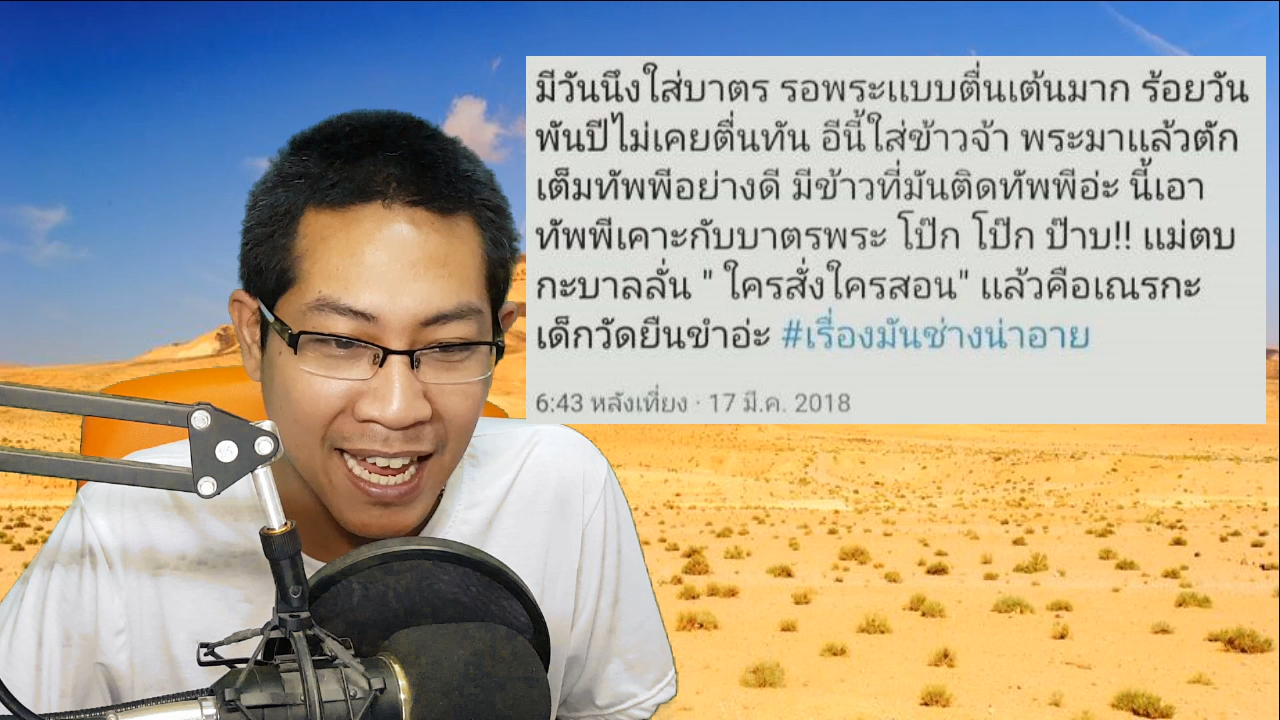 มีวันนึงใส่บาตร รอพระแบบตื่นเต้นมาก ร้อยวัน
พันปีไม่เคยตื่นทัน อีนี้ใส่ข้าวจ้า พระมาแล้วตัก
เต็มทัพพีอย่างดี มีข้าวที่มันติดทัพพีอ่ะ นี้เอา
ทัพพีเคาะกับบาตรพระ โป๊ก โป๊ก ป๊าบ!! แม่ตบ
กะบาลลั่น " ใครสั่งใครสอน" แล้วคือเณรกะ
เด็กวัดยืนขำอ่ะ #เรื่องมันช่างน่าอาย
6:43 หลังเที่ยง · 17 มี.ค. 2018